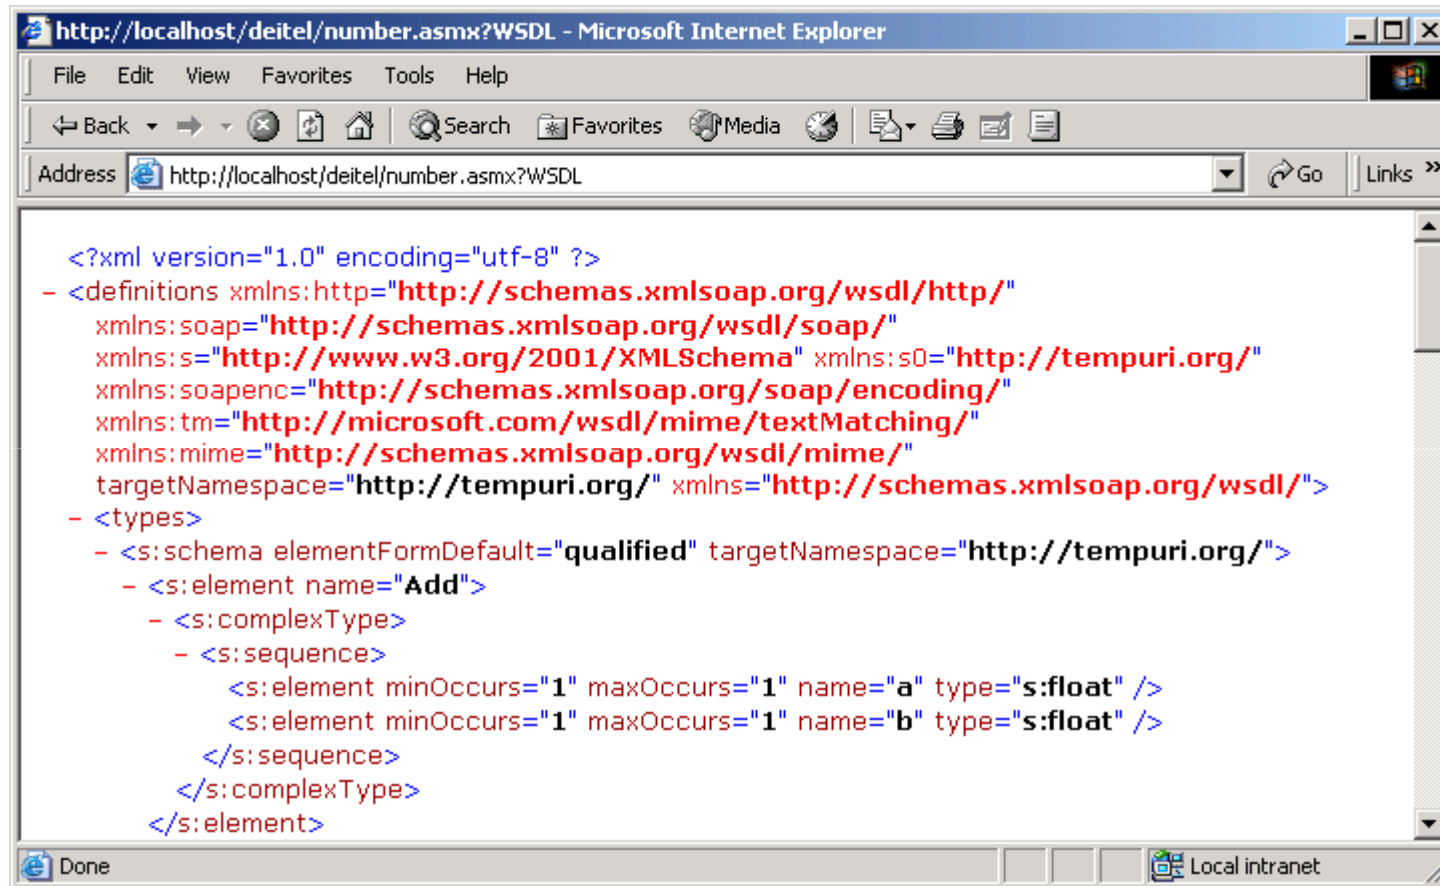 http://localhost/deitel/number.asmx?WSDL - Microsoft Internet Explorer
File Edit View Favorites Tools Help
Back Search Favorites Media
Address http://localhost/deitel/number.asmx?WSDL Go Links »
<?xml version="1.0" encoding="utf-8" ?>
- <definitions xmlns:http="http://schemas.xmlsoap.org/wsdl/http/"
xmlns:soap="http://schemas.xmlsoap.org/wsdl/soap/"
xmlns:s="http://www.w3.org/2001/XMLSchema" xmlns:s0="http://tempuri.org/"
xmlns:soapenc="http://schemas.xmlsoap.org/soap/encoding/"
xmlns:tm="http://microsoft.com/wsdl/mime/textMatching/"
xmlns:mime="http://schemas.xmlsoap.org/wsdl/mime/"
targetNamespace="http://tempuri.org/" xmlns="http://schemas.xmlsoap.org/wsdl/">
- <types>
- <s:schema elementFormDefault="qualified" targetNamespace="http://tempuri.org/">
- <s:element name="Add">
- <s:complexType>
- <s:sequence>
<s:element minOccurs="1" maxOccurs="1" name="a" type="s:float" />
<s:element minOccurs="1" maxOccurs="1" name="b" type="s:float" />
</s:sequence>
</s:complexType>
</s:element>
Done Local intranet